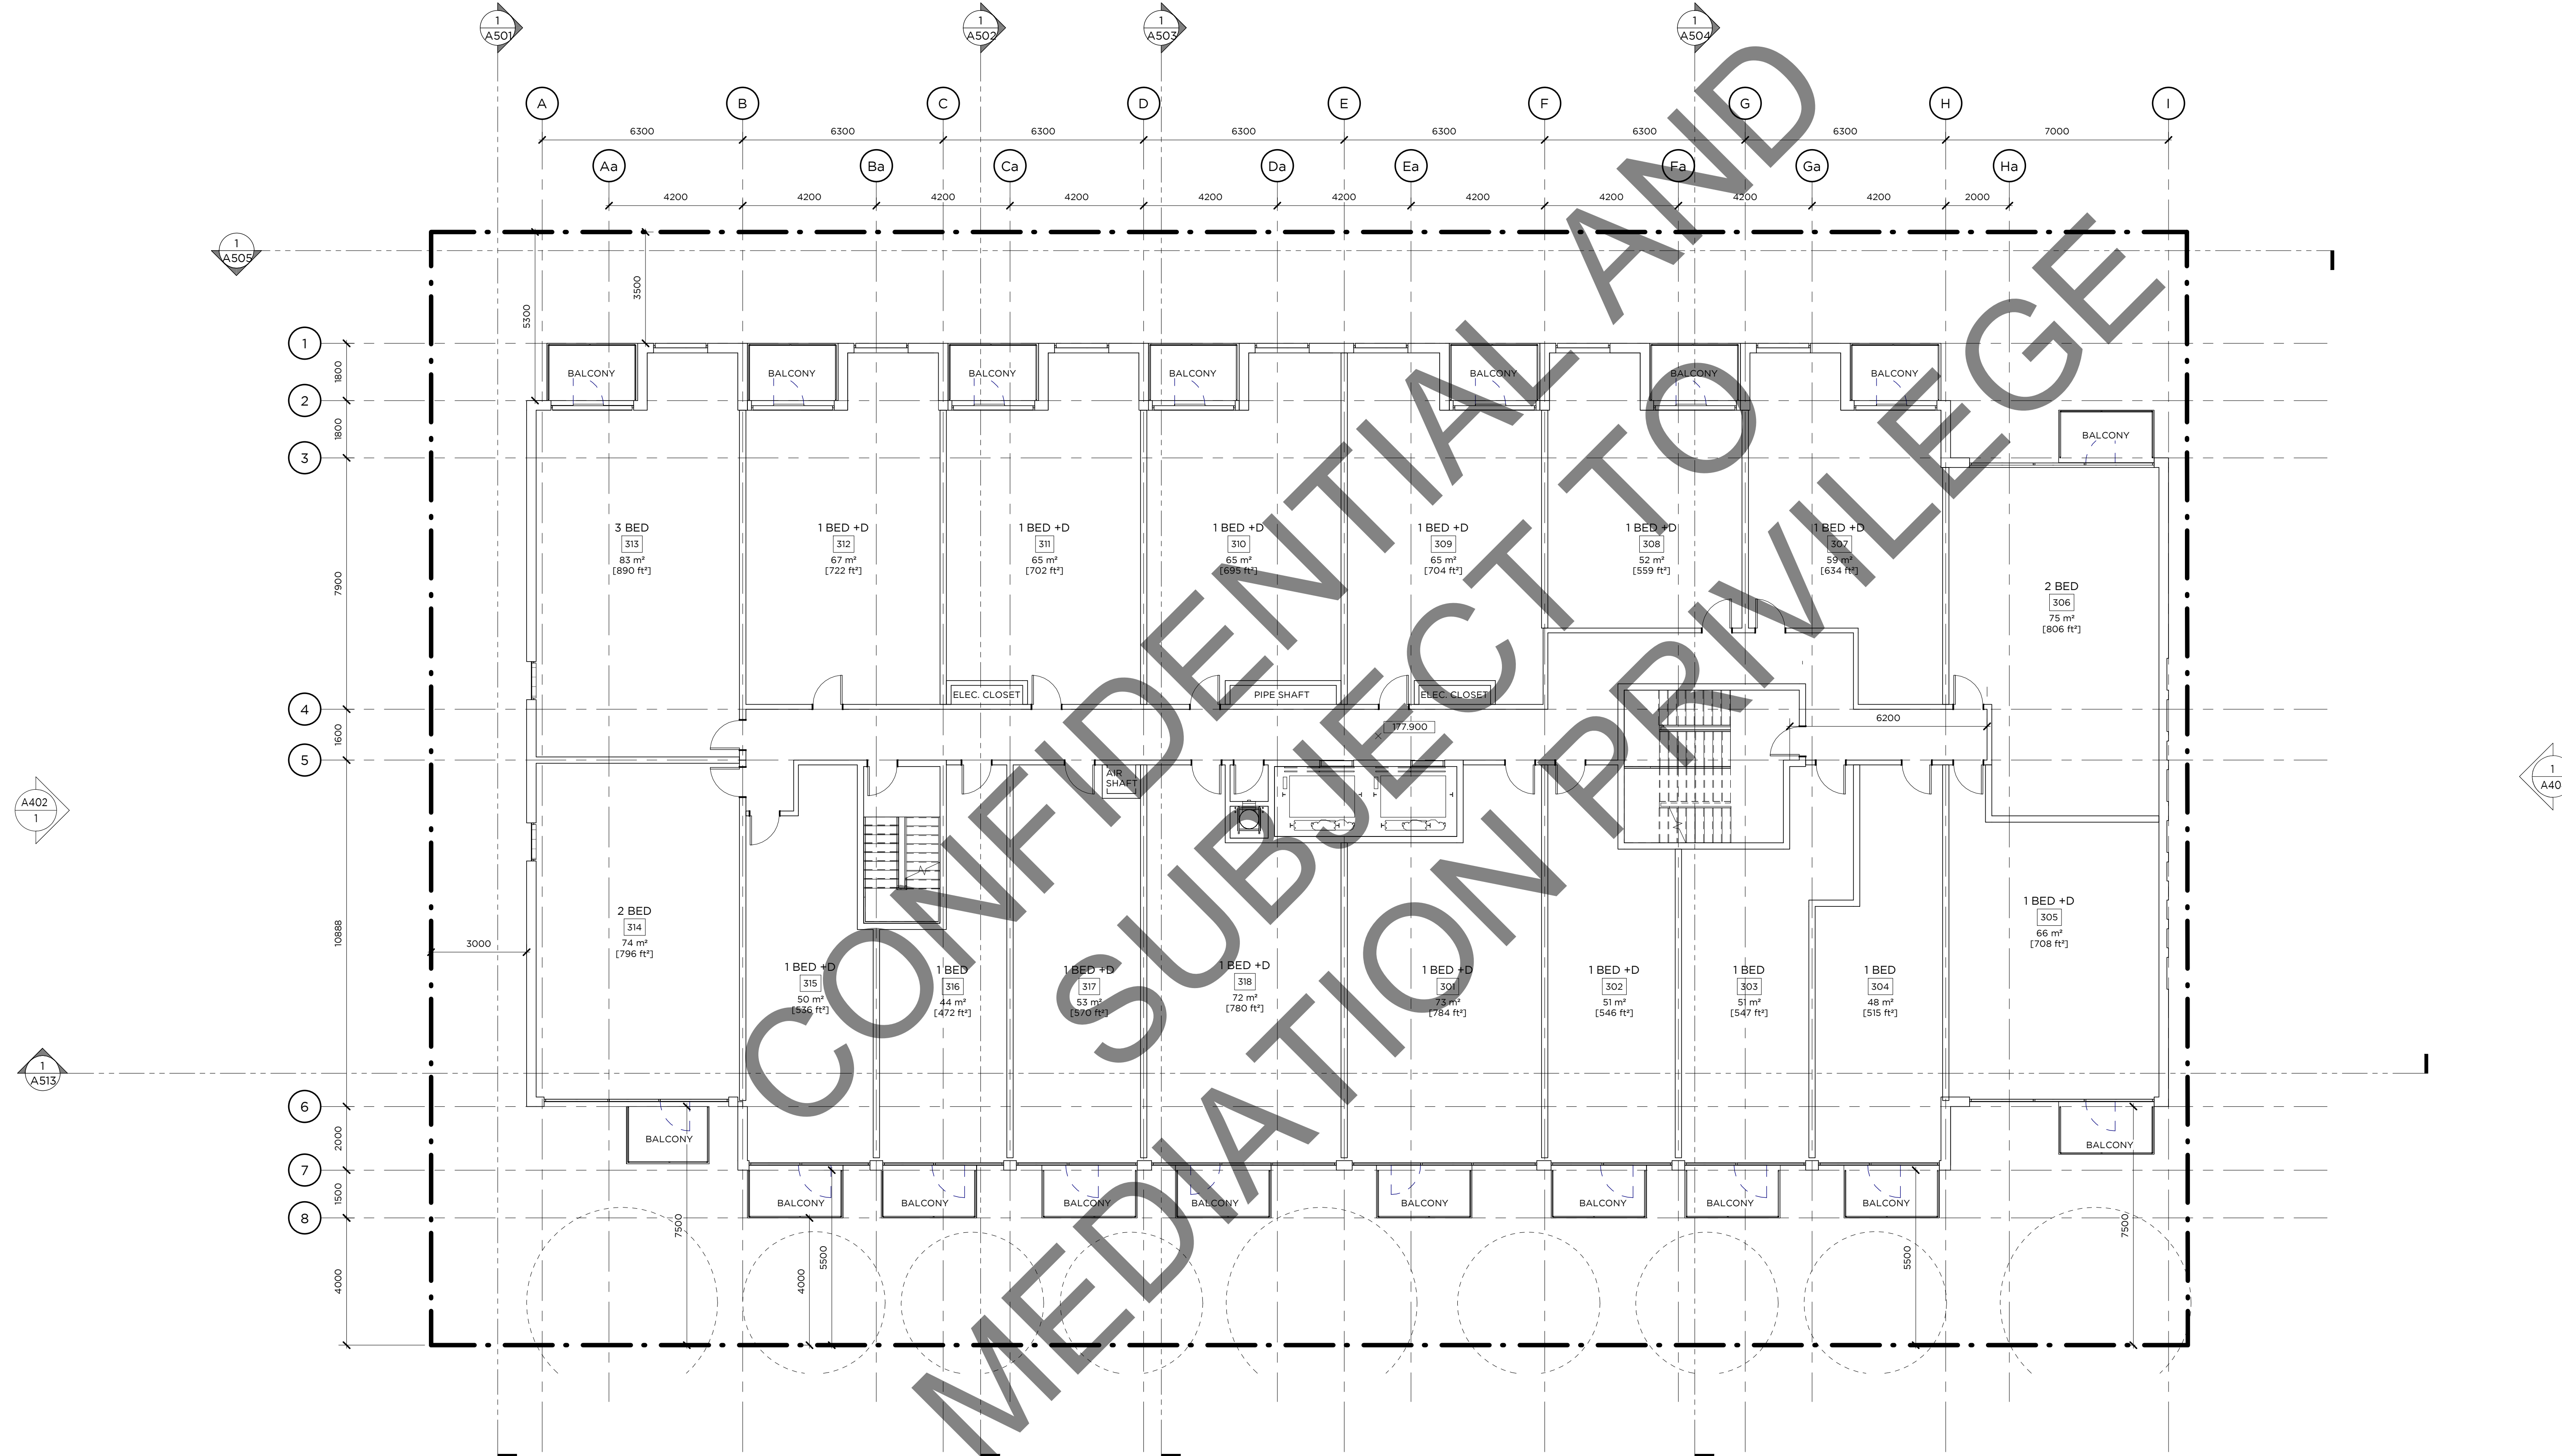 1
A501
1
A502
1
A503
1
A504
A
B
C
D
E
F
G
H
I
6300
6300
6300
6300
6300
6300
6300
7000
Aa
Ba
Ca
Da
Ea
Fa
Ga
Ha
4200
4200
4200
4200
4200
4200
4200
4200
4200
4200
2000
1
A505
5300
3500
1
2
3
4
5
6
7
8
1800
1800
7900
1600
10888
2000
1500
4000
BALCONY
BALCONY
BALCONY
BALCONY
BALCONY
BALCONY
BALCONY
BALCONY
3 BED
313
83 m²
[890 ft²]
1 BED +D
312
67 m²
[722 ft²]
1 BED +D
311
65 m²
[702 ft²]
1 BED +D
310
65 m²
[695 ft²]
1 BED +D
309
65 m²
[704 ft²]
1 BED +D
308
52 m²
[559 ft²]
1 BED +D
307
59 m²
[634 ft²]
2 BED
306
75 m²
[806 ft²]
ELEC. CLOSET
PIPE SHAFT
ELEC. CLOSET
177.900
6200
AIR
SHAFT
A402
1
1
A40
3000
2 BED
314
74 m²
[796 ft²]
1 BED +D
315
50 m²
[536 ft²]
1 BED
316
44 m²
[472 ft²]
1 BED +D
317
53 m²
[570 ft²]
1 BED +D
318
72 m²
[780 ft²]
1 BED +D
301
73 m²
[784 ft²]
1 BED +D
302
51 m²
[546 ft²]
1 BED
303
51 m²
[547 ft²]
1 BED
304
48 m²
[515 ft²]
1 BED +D
305
66 m²
[708 ft²]
1
A513
BALCONY
BALCONY
BALCONY
BALCONY
BALCONY
BALCONY
BALCONY
BALCONY
BALCONY
BALCONY
7500
4000
5500
5500
7500
CONFIDENTIAL AND
SUBJECT TO
MEDIATION PRIVILEGE